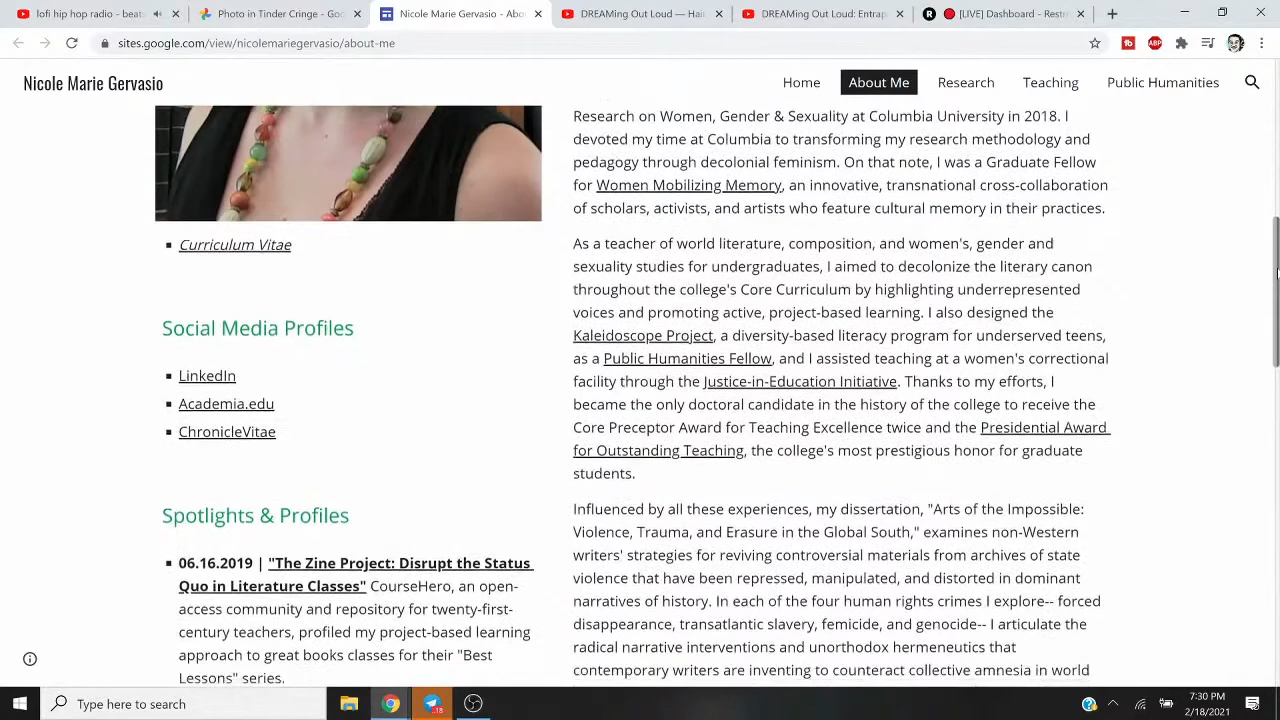 lofi hip hop radio - beats
Photo in Tinder Cringe - Goo
Nicole Marie Gervasio - Abo
DREAMing Out Loud — Hai
DREAMing Out Loud: Entrap
[LIVE] Dashboard - Restre
sites.google.com/view/nicolemariegervasio/about-me
Nicole Marie Gervasio
Home
About Me
Research
Teaching
Public Humanities
Curriculum Vitae
Social Media Profiles
LinkedIn
Academia.edu
ChronicleVitae
Spotlights & Profiles
06.16.2019 | "The Zine Project: Disrupt the Status
Quo in Literature Classes" CourseHero, an open-
access community and repository for twenty-first-
century teachers, profiled my project-based learning
approach to great books classes for their "Best
Lessons" series.
Research on Women, Gender & Sexuality at Columbia University in 2018. I
devoted my time at Columbia to transforming my research methodology and
pedagogy through decolonial feminism. On that note, I was a Graduate Fellow
for Women Mobilizing Memory, an innovative, transnational cross-collaboration
of scholars, activists, and artists who feature cultural memory in their practices.
As a teacher of world literature, composition, and women's, gender and
sexuality studies for undergraduates, I aimed to decolonize the literary canon
throughout the college's Core Curriculum by highlighting underrepresented
voices and promoting active, project-based learning. I also designed the
Kaleidoscope Project, a diversity-based literacy program for underserved teens,
as a Public Humanities Fellow, and I assisted teaching at a women's correctional
facility through the Justice-in-Education Initiative. Thanks to my efforts, I
became the only doctoral candidate in the history of the college to receive the
Core Preceptor Award for Teaching Excellence twice and the Presidential Award
for Outstanding Teaching, the college's most prestigious honor for graduate
students.
Influenced by all these experiences, my dissertation, "Arts of the Impossible:
Violence, Trauma, and Erasure in the Global South," examines non-Western
writers' strategies for reviving controversial materials from archives of state
violence that have been repressed, manipulated, and distorted in dominant
narratives of history. In each of the four human rights crimes I explore-- forced
disappearance, transatlantic slavery, femicide, and genocide-- I articulate the
radical narrative interventions and unorthodox hermeneutics that
contemporary writers are inventing to counteract collective amnesia in world
Type here to search
7:30 PM
2/18/2021